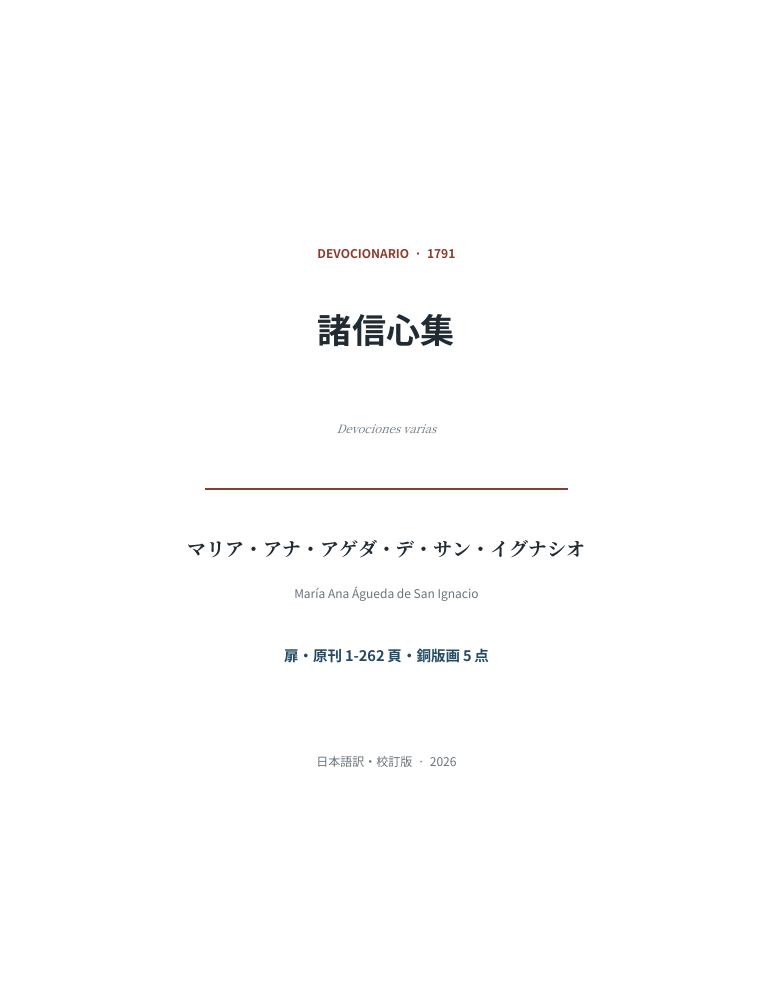 DEVOCIONARIO · 1791
諸信心集
Devociones varias
マリア・アナ・アゲダ・デ・サン・イグナシオ
María Ana Águeda de San Ignacio
扉・原刊 1-262 頁・銅版画 5 点
日本語訳・校訂版 · 2026